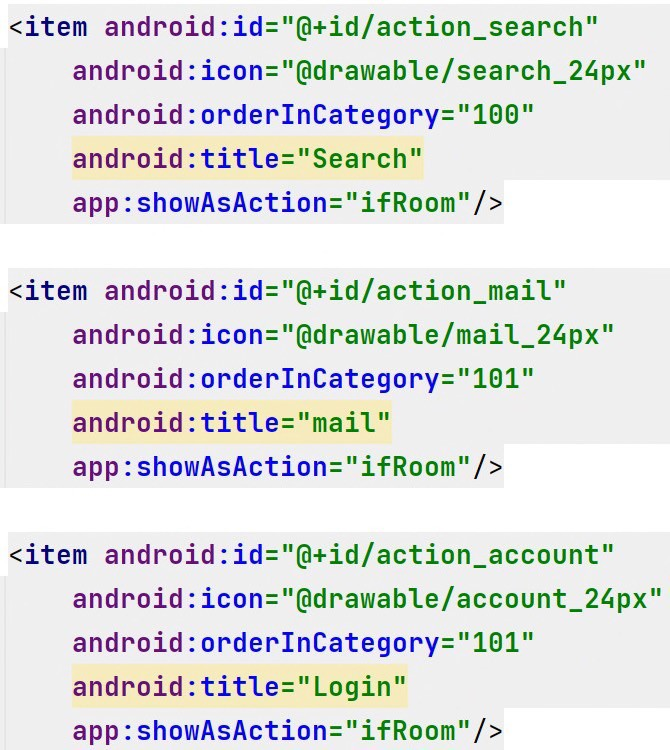 <item android:id="@+id/action_search"
android:icon="@drawable/search_24px"
android:orderInCategory="100"
android:title="Search"
app:showAsAction="ifRoom"/>
<item android:id="@+id/action_mail"
android:icon="@drawable/mail_24px"
android:orderInCategory="101"
android:title="mail"
app:showAsAction="ifRoom"/>
<item android:id="@+id/action_account"
android:icon="@drawable/account_24px"
android:orderInCategory="101"
android:title="Login"
app:showAsAction="ifRoom"/>